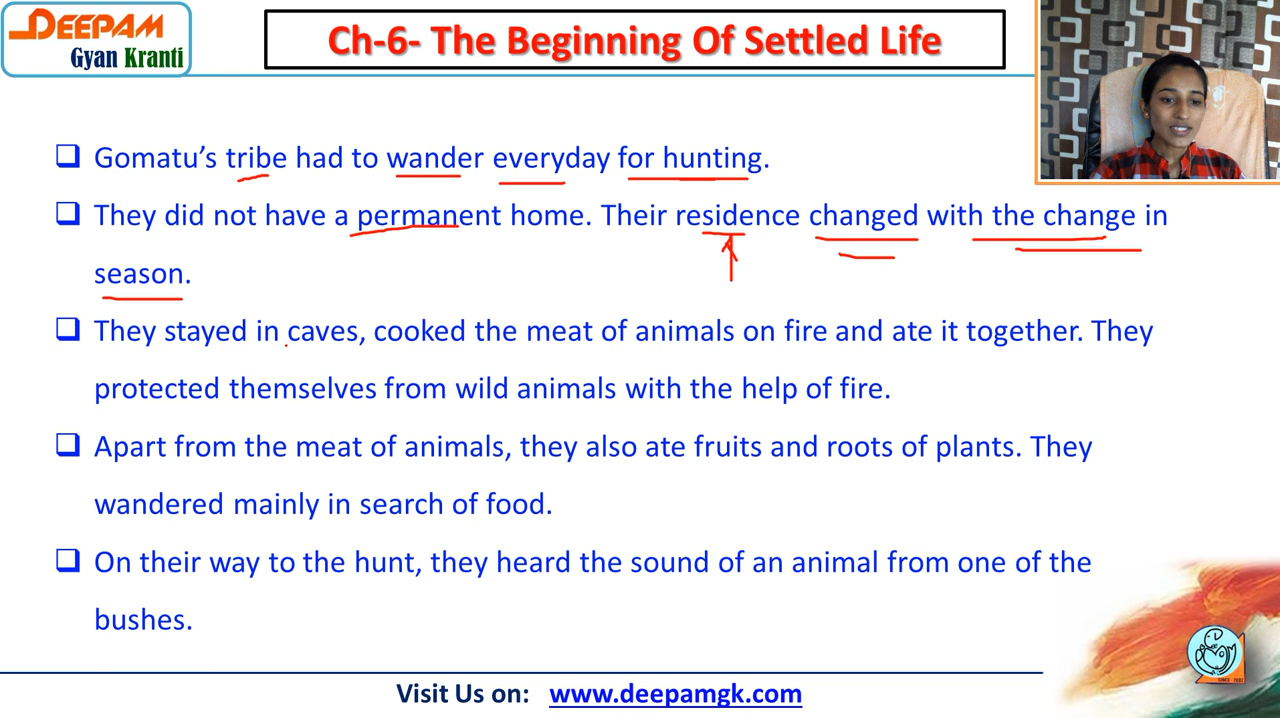 DEEPAM
Gyan Kranti
Ch-6- The Beginning Of Settled Life
❑ Gomatu’s tribe had to wander everyday for hunting.
❑ They did not have a permanent home. Their residence changed with the change in
season.
❑ They stayed in caves, cooked the meat of animals on fire and ate it together. They
protected themselves from wild animals with the help of fire.
❑ Apart from the meat of animals, they also ate fruits and roots of plants. They
wandered mainly in search of food.
❑ On their way to the hunt, they heard the sound of an animal from one of the
bushes.
Visit Us on: www.deepamgk.com